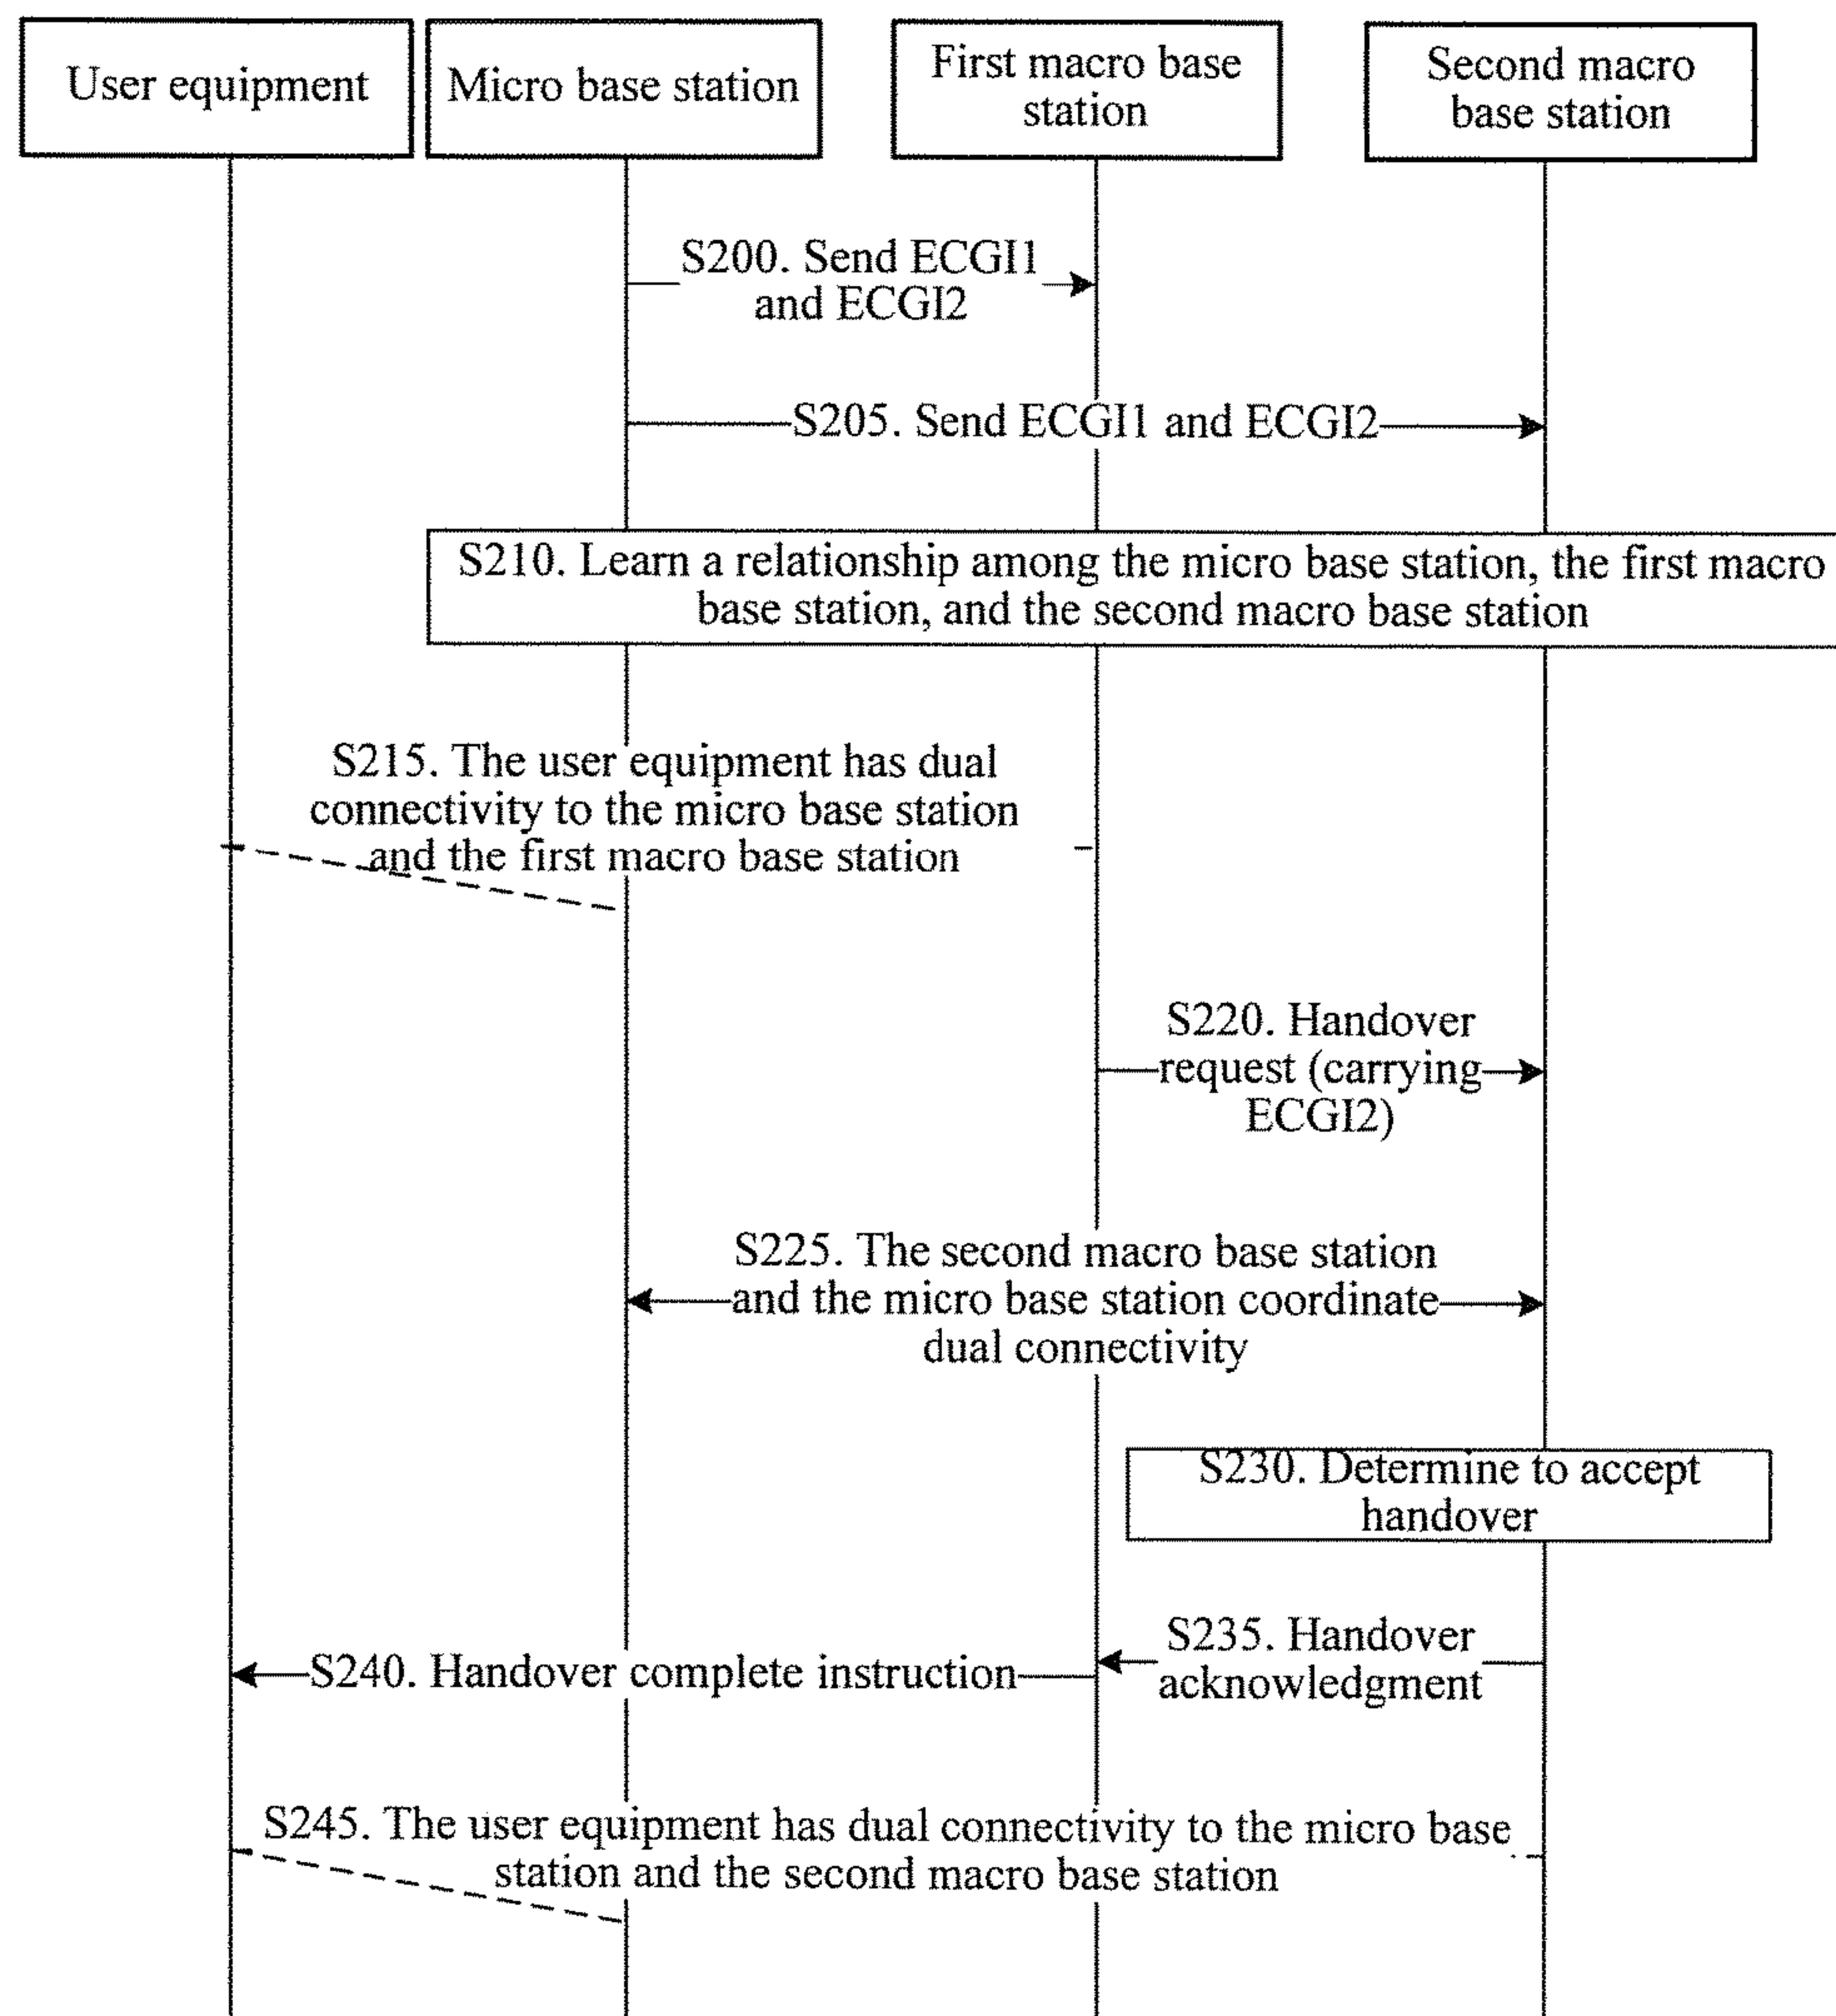 User equipment
Micro base station
First macro base
station
Second macro
base station
S200. Send ECGI1
and ECGI2
S205. Send ECGI1 and ECGI2
S210. Learn a relationship among the micro base station, the first macro
base station, and the second macro base station
S215. The user equipment has dual
connectivity to the micro base station
and the first macro base station
S220. Handover
request (carrying
ECGI2)
S225. The second macro base station
and the micro base station coordinate
dual connectivity
S230. Determine to accept
handover
S235. Handover
acknowledgment
S240. Handover complete instruction
S245. The user equipment has dual connectivity to the micro base
station and the second macro base station